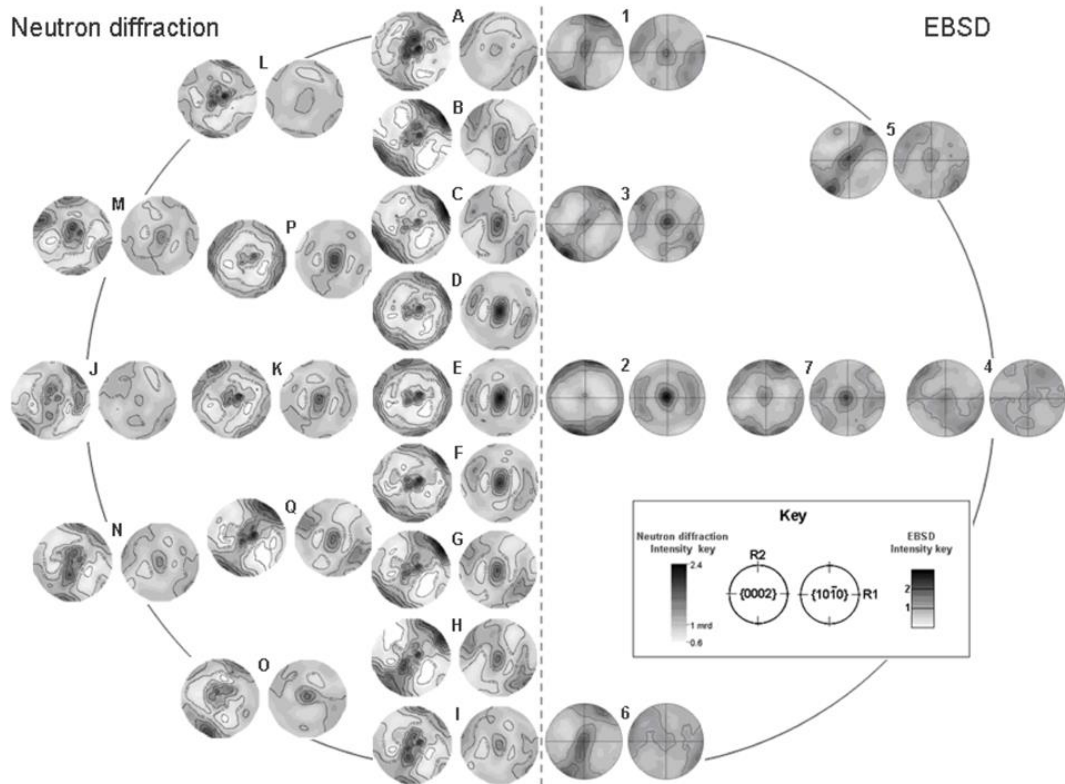 Neutron diffraction
EBSD
A
1
L
B
5
M
C
3
P
D
J
K
E
2
7
4
F
N
Q
G
H
O
I
6
Key
Neutron diffraction
Intensity key
2.4
1 mrd
0.6
R2
{0002}
{101̄0}
R1
EBSD
Intensity key
2
1